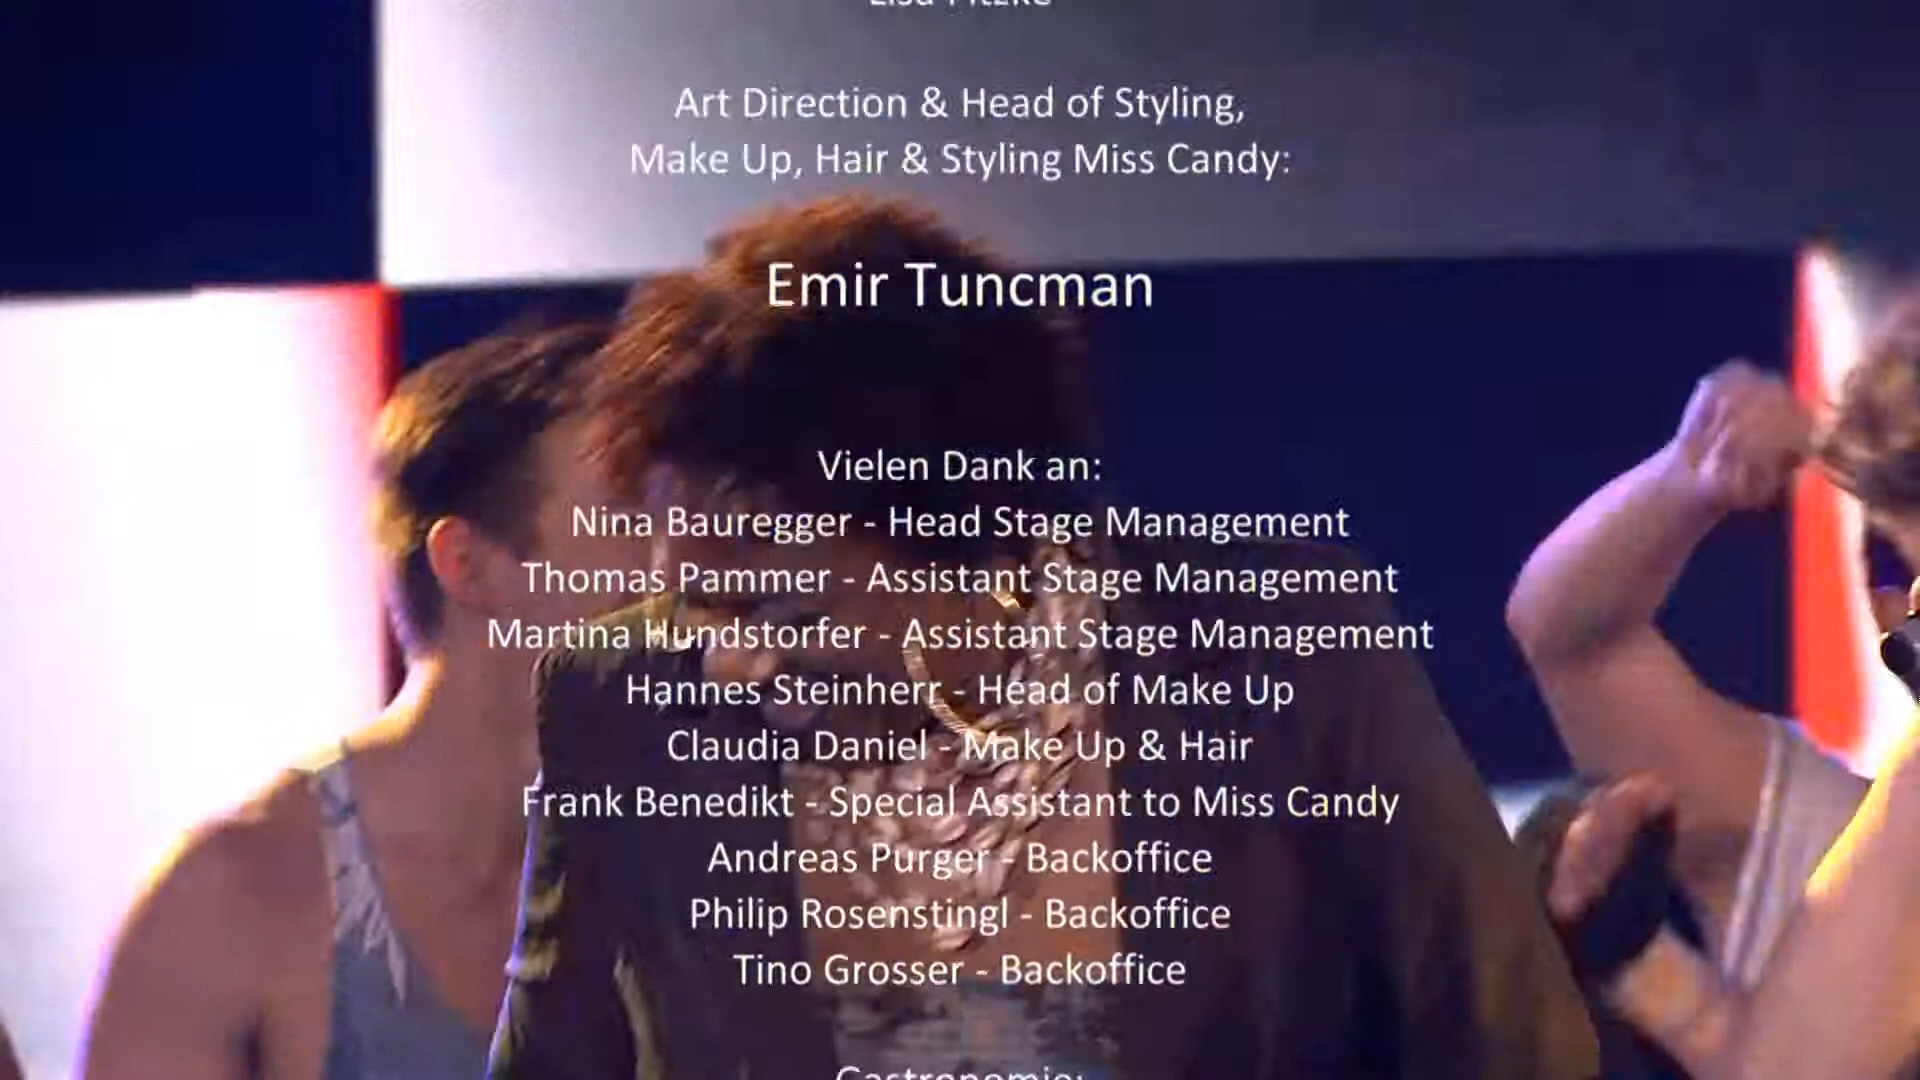 Art Direction & Head of Styling,
Make Up, Hair & Styling Miss Candy:
Emir Tuncman
Vielen Dank an:
Nina Bauregger - Head Stage Management
Thomas Pammer - Assistant Stage Management
Martina Hundstorfer - Assistant Stage Management
Hannes Steinherr - Head of Make Up
Claudia Daniel - Make Up & Hair
Frank Benedikt - Special Assistant to Miss Candy
Andreas Purger - Backoffice
Philip Rosenstingl - Backoffice
Tino Grosser - Backoffice
Gastronomie: